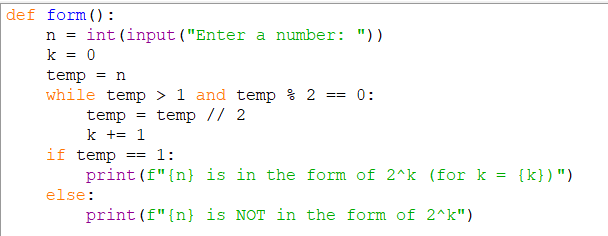 def form():
    n = int(input("Enter a number: "))
    k = 0
    temp = n
    while temp > 1 and temp % 2 == 0:
        temp = temp // 2
        k += 1
    if temp == 1:
        print(f"{n} is in the form of 2^k (for k = {k})")
    else:
        print(f"{n} is NOT in the form of 2^k")